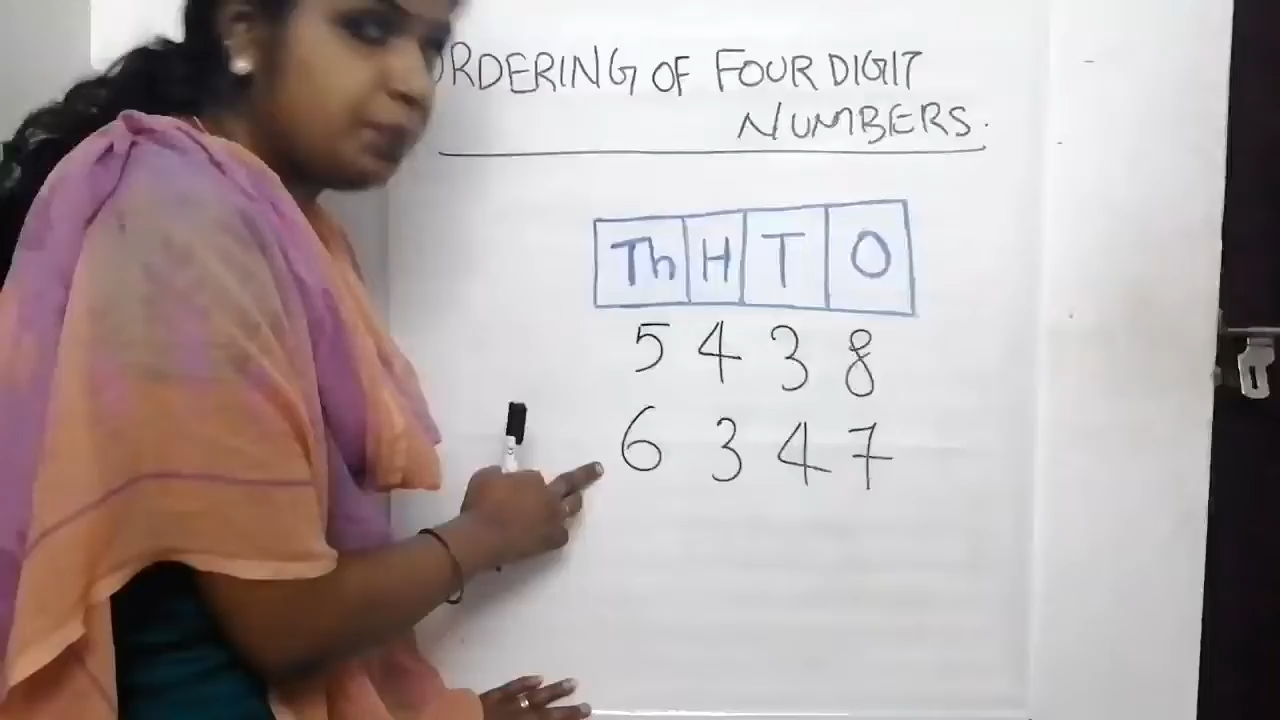 ORDERING OF FOUR DIGIT
NUMBERS.
Th H T O
5 4 3 8
6 3 4 7